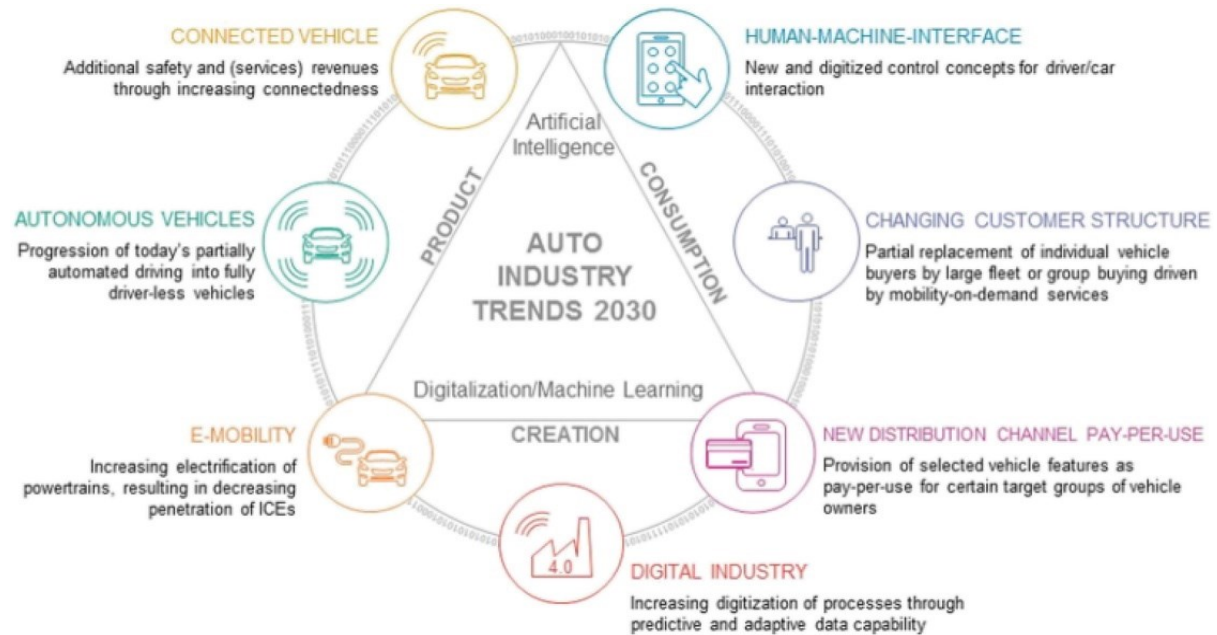 CONNECTED VEHICLE
Additional safety and (services) revenues
through increasing connectedness
HUMAN-MACHINE-INTERFACE
New and digitized control concepts for driver/car
interaction
AUTONOMOUS VEHICLES
Progression of today's partially
automated driving into fully
driver-less vehicles
Artificial
Intelligence
PRODUCT
CONSUMPTION
AUTO
INDUSTRY
TRENDS 2030
Digitalization/Machine Learning
CREATION
CHANGING CUSTOMER STRUCTURE
Partial replacement of individual vehicle
buyers by large fleet or group buying driven
by mobility-on-demand services
E-MOBILITY
Increasing electrification of
powertrains, resulting in decreasing
penetration of ICEs
NEW DISTRIBUTION CHANNEL PAY-PER-USE
Provision of selected vehicle features as
pay-per-use for certain target groups of vehicle
owners
4.0
DIGITAL INDUSTRY
Increasing digitization of processes through
predictive and adaptive data capability